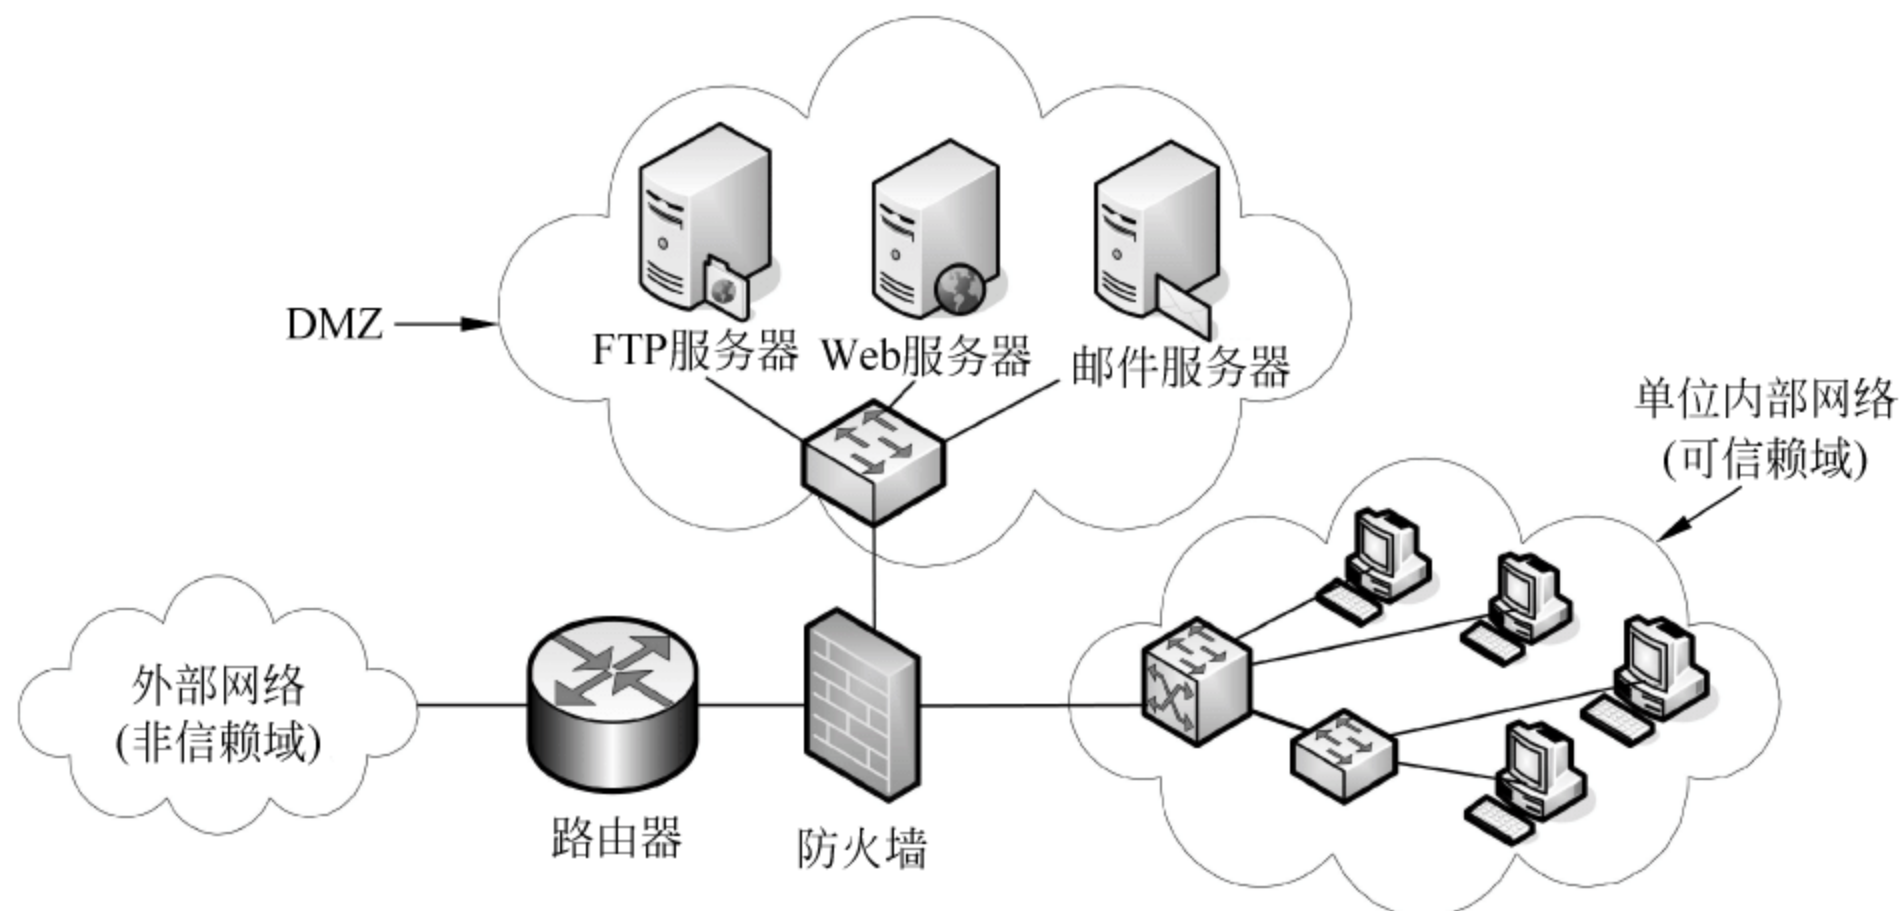 DMZ
FTP服务器
Web服务器
邮件服务器
单位内部网络
(可信赖域)
外部网络
(非信赖域)
路由器
防火墙